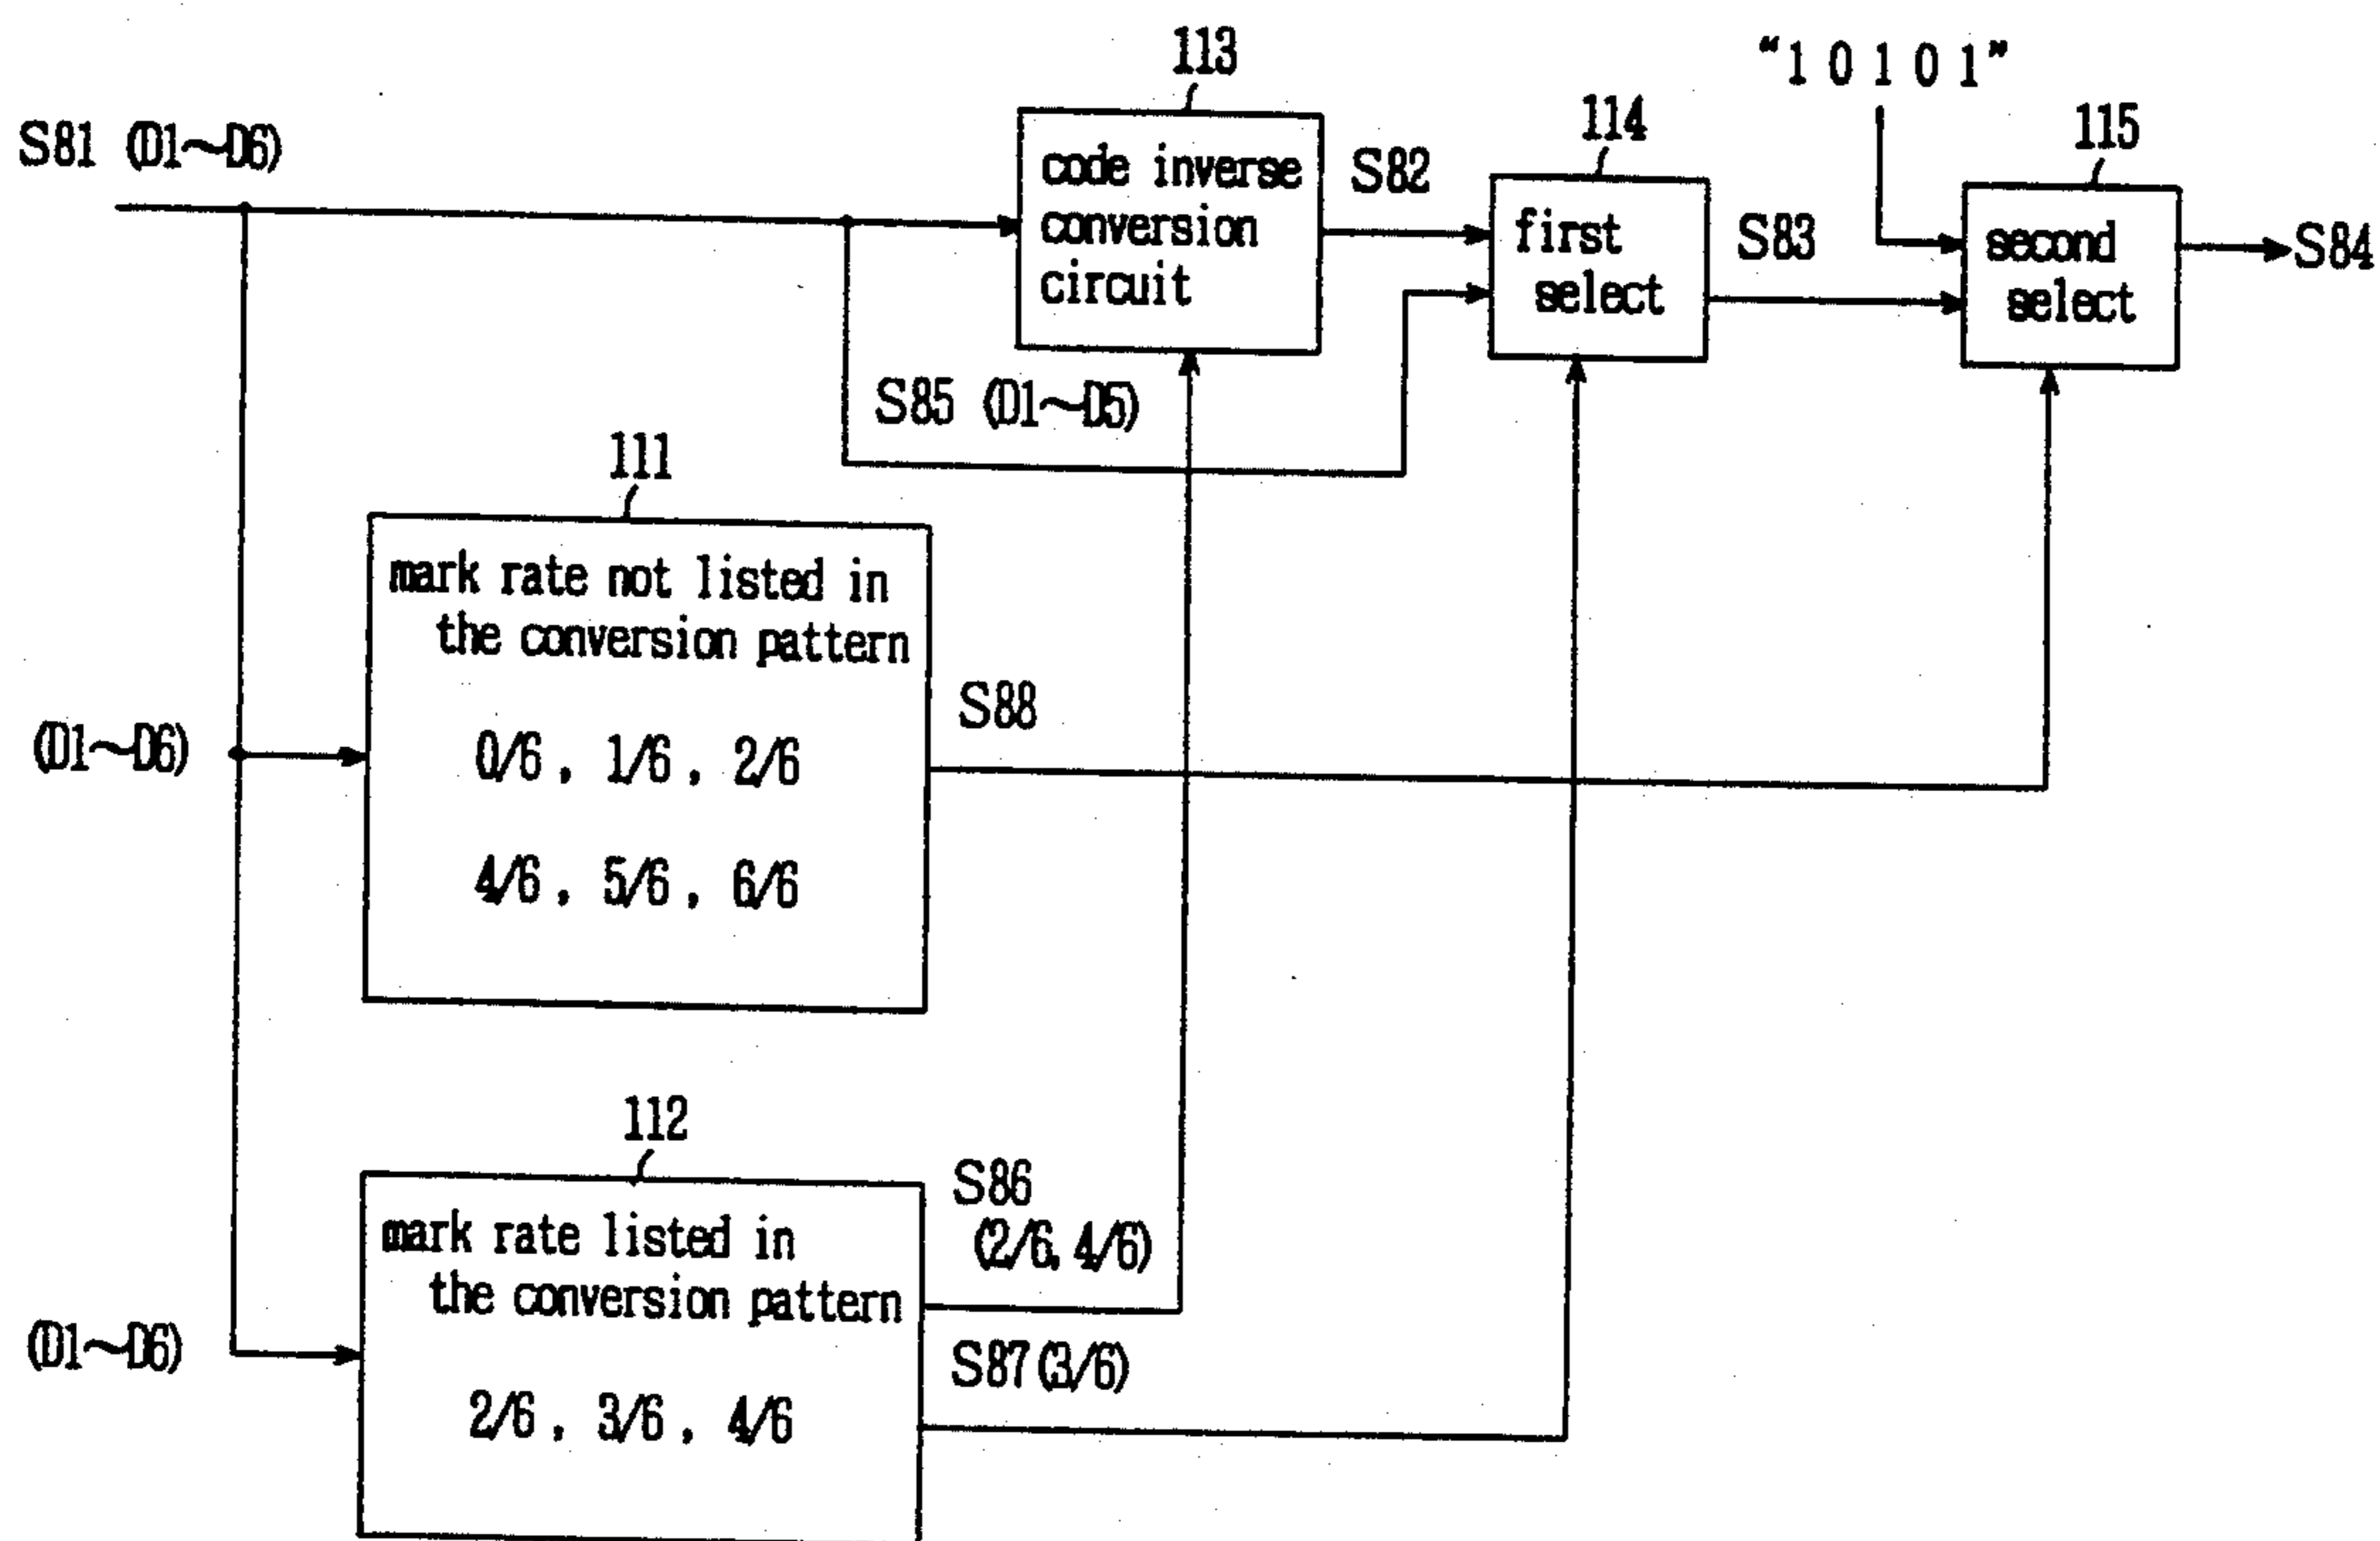 113
"1 0 1 0 1"
114
115
S81 (D1~D6)
code inverse
conversion
circuit
S82
first
select
S83
second
select
S84
S85 (D1~D5)
111
mark rate not listed in
the conversion pattern
0/6 , 1/6 , 2/6
4/6 , 5/6 , 6/6
(D1~D6)
S88
112
mark rate listed in
the conversion pattern
2/6 , 3/6 , 4/6
(D1~D6)
S86
(2/6, 4/6)
S87(3/6)